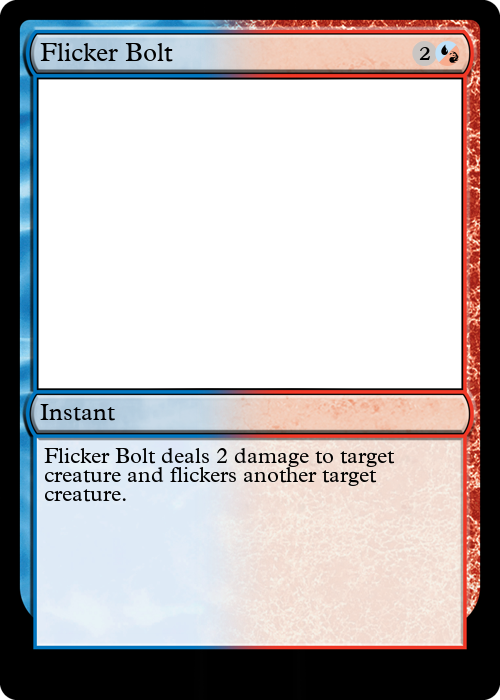 Flicker Bolt 2
Instant
Flicker Bolt deals 2 damage to target
creature and flickers another target
creature.